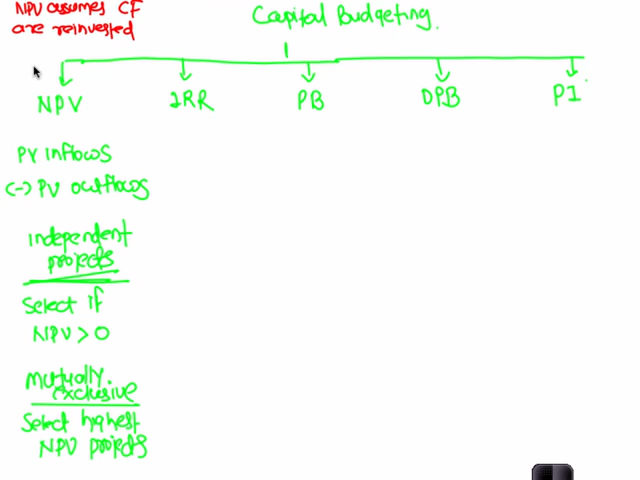 NPV assumes CF
are reinvested
Capital Budgeting.
NPV IRR PB DPB PI
PV inflows
(-) PV outflows
independent
projects
Select if
NPV > 0
Mutually.
exclusive
Select highest
NPV projects